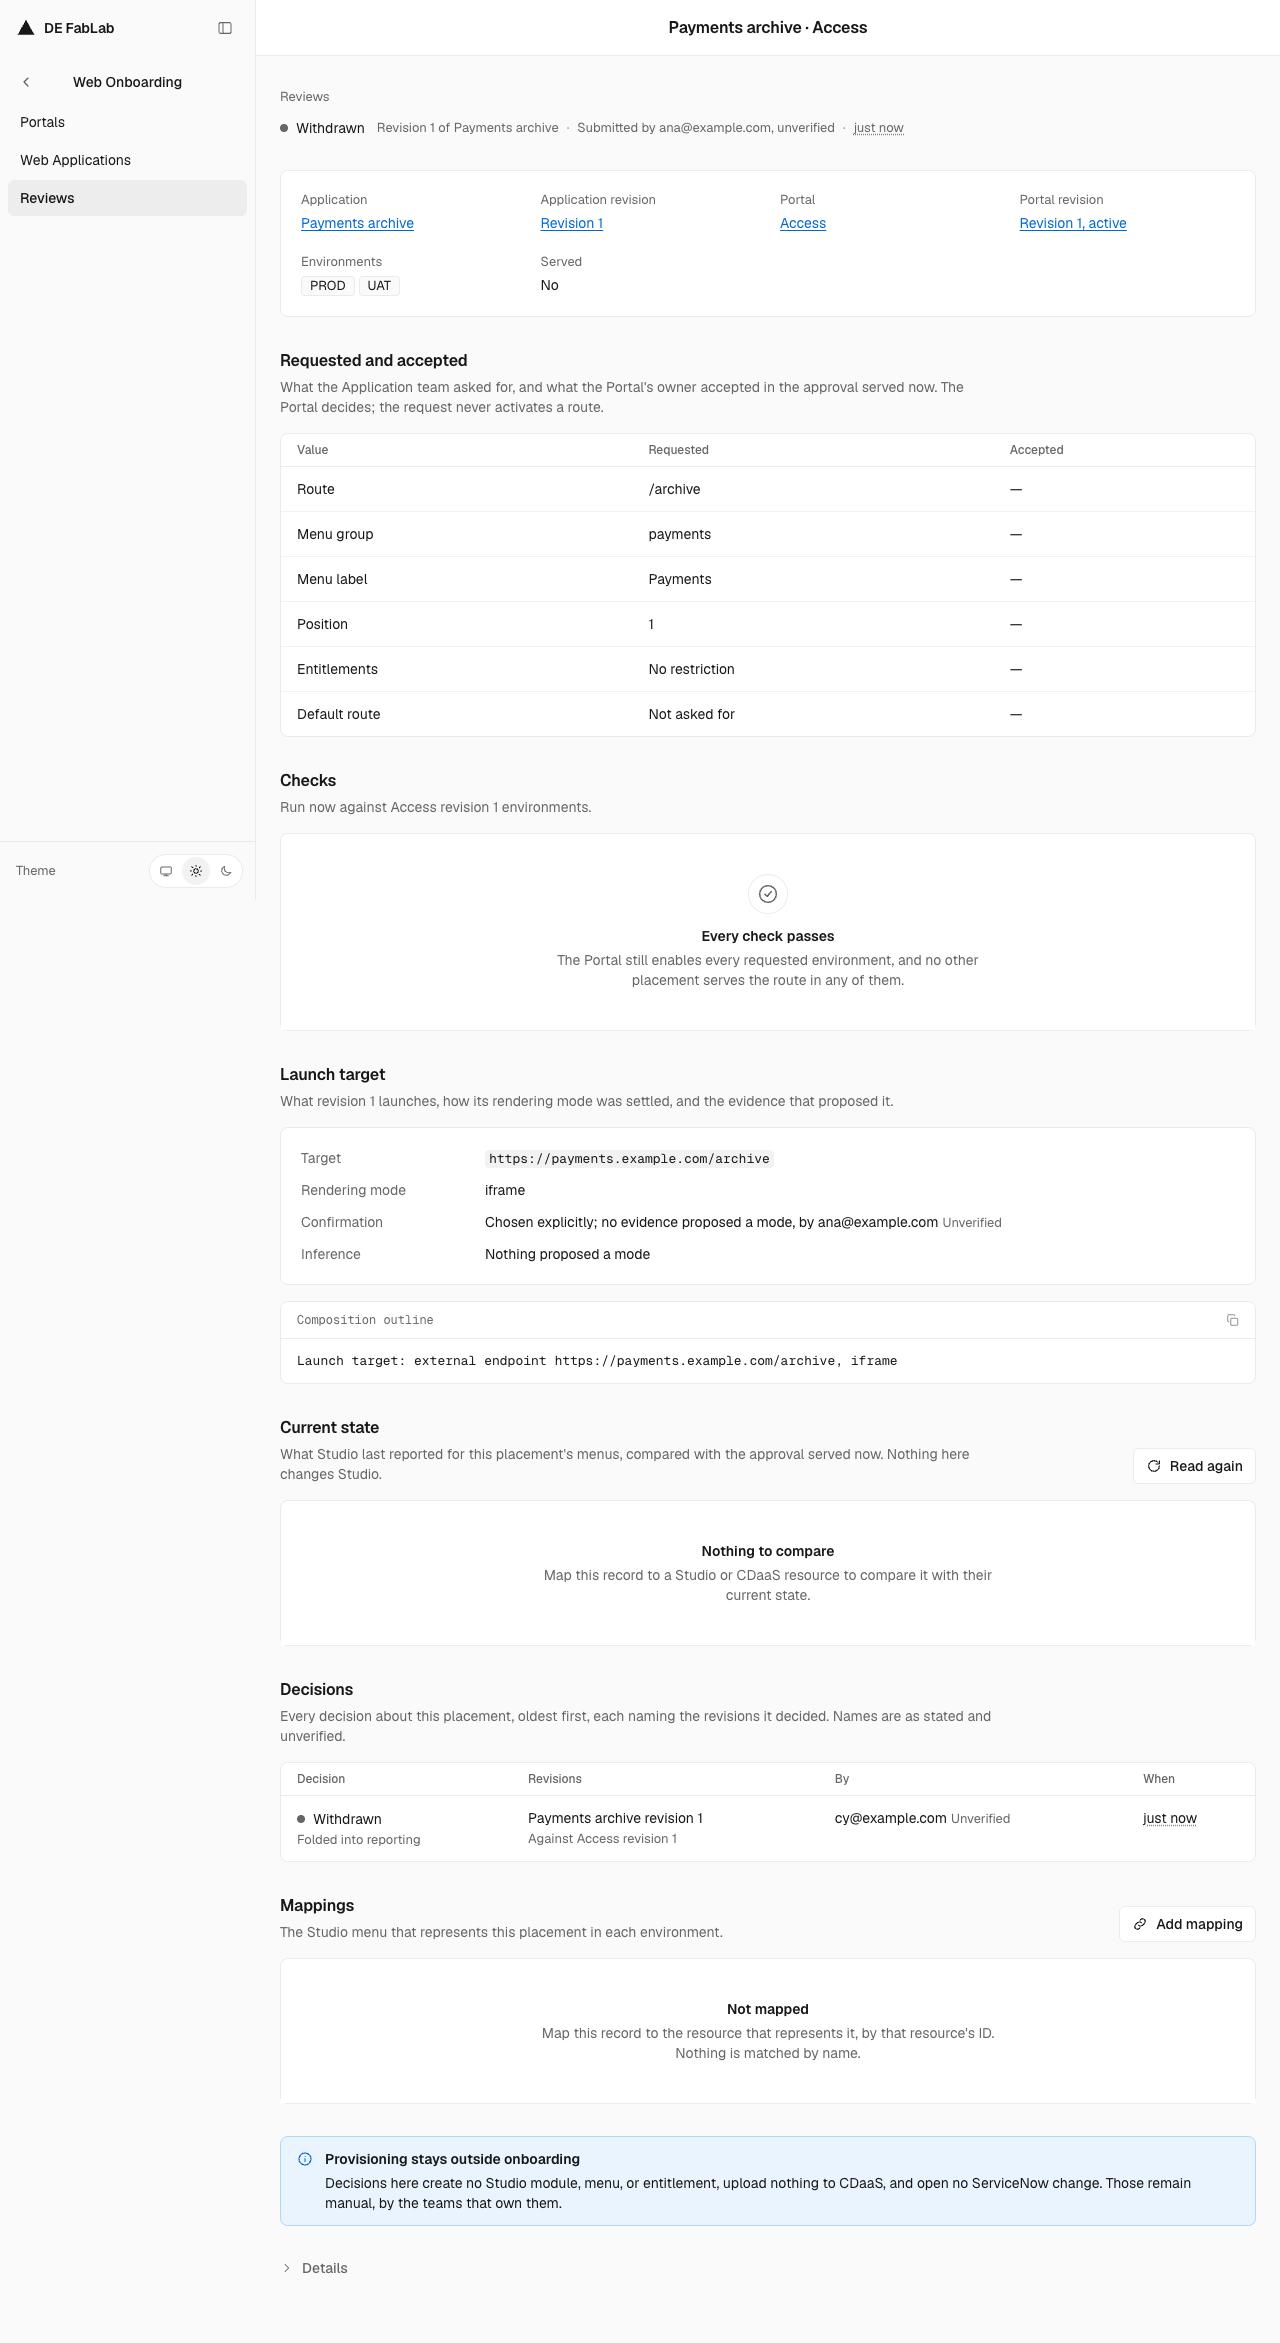 DE FabLab
Web Onboarding
Portals
Web Applications
Reviews
Theme
Payments archive · Access
Reviews
Withdrawn Revision 1 of Payments archive · Submitted by ana@example.com, unverified · just now
Application Application revision Portal Portal revision
Payments archive Revision 1 Access Revision 1, active
Environments Served
PROD UAT No
Requested and accepted
What the Application team asked for, and what the Portal's owner accepted in the approval served now. The
Portal decides; the request never activates a route.
Value Requested Accepted
Route /archive —
Menu group payments —
Menu label Payments —
Position 1 —
Entitlements No restriction —
Default route Not asked for —
Checks
Run now against Access revision 1 environments.
Every check passes
The Portal still enables every requested environment, and no other
placement serves the route in any of them.
Launch target
What revision 1 launches, how its rendering mode was settled, and the evidence that proposed it.
Target https://payments.example.com/archive
Rendering mode iframe
Confirmation Chosen explicitly; no evidence proposed a mode, by ana@example.com Unverified
Inference Nothing proposed a mode
Composition outline
Launch target: external endpoint https://payments.example.com/archive, iframe
Current state
What Studio last reported for this placement's menus, compared with the approval served now. Nothing here
changes Studio.
Read again
Nothing to compare
Map this record to a Studio or CDaaS resource to compare it with their
current state.
Decisions
Every decision about this placement, oldest first, each naming the revisions it decided. Names are as stated and
unverified.
Decision Revisions By When
Withdrawn Payments archive revision 1 cy@example.com Unverified just now
Folded into reporting Against Access revision 1
Mappings
The Studio menu that represents this placement in each environment.
Add mapping
Not mapped
Map this record to the resource that represents it, by that resource's ID.
Nothing is matched by name.
Provisioning stays outside onboarding
Decisions here create no Studio module, menu, or entitlement, upload nothing to CDaaS, and open no ServiceNow change. Those remain
manual, by the teams that own them.
Details